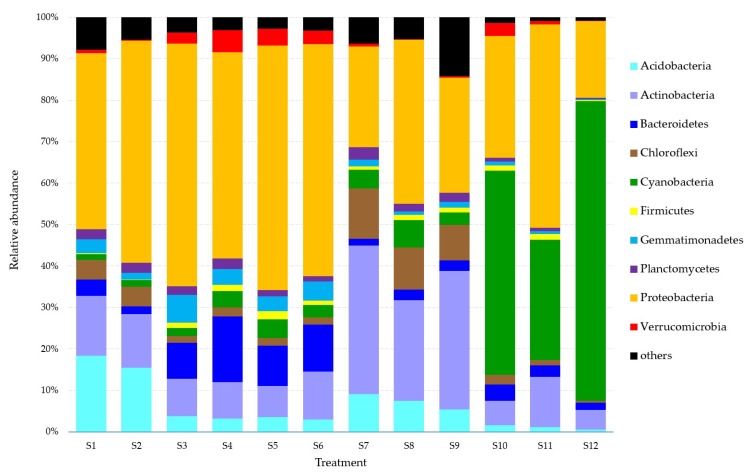 100%
90%
80%
70%
60%
50%
40%
30%
20%
10%
0%
Relative abundance
S1 S2 S3 S4 S5 S6 S7 S8 S9 S10 S11 S12
Treatment
Acidobacteria
Actinobacteria
Bacteroidetes
Chloroflexi
Cyanobacteria
Firmicutes
Gemmatimonadetes
Planctomycetes
Proteobacteria
Verrucomicrobia
others